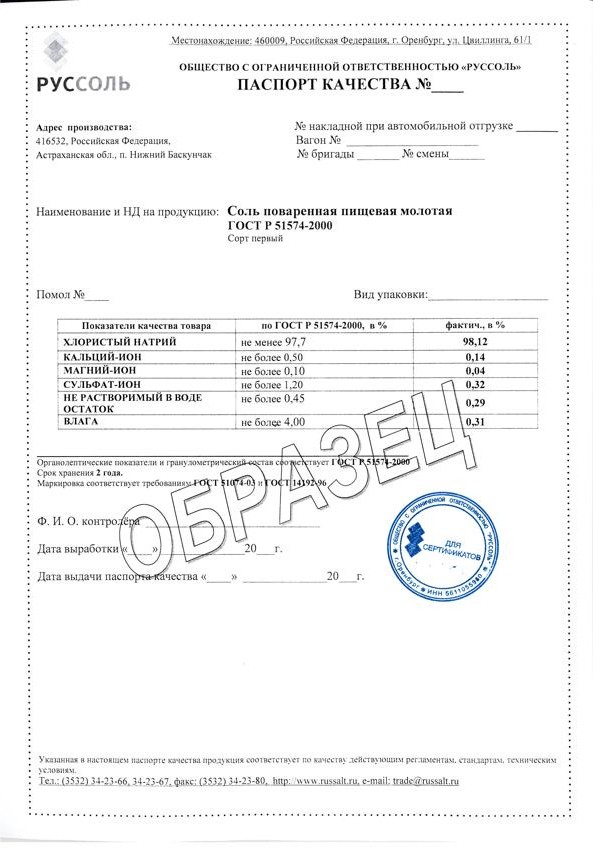 Местонахождение: 460009, Российская Федерация, г. Оренбург, ул. Цвиллинга, 61/1
РУССОЛЬ
ОБЩЕСТВО С ОГРАНИЧЕННОЙ ОТВЕТСТВЕННОСТЬЮ «РУССОЛЬ»
ПАСПОРТ КАЧЕСТВА №____
Адрес производства:
416532, Российская Федерация,
Астраханская обл., п. Нижний Баскунчак
№ накладной при автомобильной отгрузке ______
Вагон № ____________________
№ бригады ______ № смены_____
Наименование и НД на продукцию: Соль поваренная пищевая молотая
ГОСТ Р 51574-2000
Сорт первый
Помол №____ Вид упаковки:__________________
Показатели качества товара по ГОСТ Р 51574-2000, в % фактич., в %
ХЛОРИСТЫЙ НАТРИЙ не менее 97,7 98,12
КАЛЬЦИЙ-ИОН не более 0,50 0,14
МАГНИЙ-ИОН не более 0,10 0,04
СУЛЬФАТ-ИОН не более 1,20 0,32
НЕ РАСТВОРИМЫЙ В ВОДЕ ОСТАТОК не более 0,45 0,29
ВЛАГА не более 4,00 0,31
Органолептические показатели и гранулометрический состав соответствует ГОСТ Р 51574-2000
Срок хранения 2 года.
Маркировка соответствует требованиям ГОСТ 51074-03 и ГОСТ 14192-96
ОБРАЗЕЦ
Ф. И. О. контролёра ____________________
Дата выработки «____» ______________20___г.
Дата выдачи паспорта качества «____» ______________20___г.
ОБЩЕСТВО С ОГРАНИЧЕННОЙ ОТВЕТСТВЕННОСТЬЮ "РУССОЛЬ"
ДЛЯ
СЕРТИФИКАТОВ
г.Оренбург * ИНН 5611055980
Указанная в настоящем паспорте качества продукция соответствует по качеству действующим регламентам, стандартам, техническим
условиям.
Тел.: (3532) 34-23-66, 34-23-67, факс: (3532) 34-23-80, http://www.russalt.ru, e-mail: trade@russalt.ru